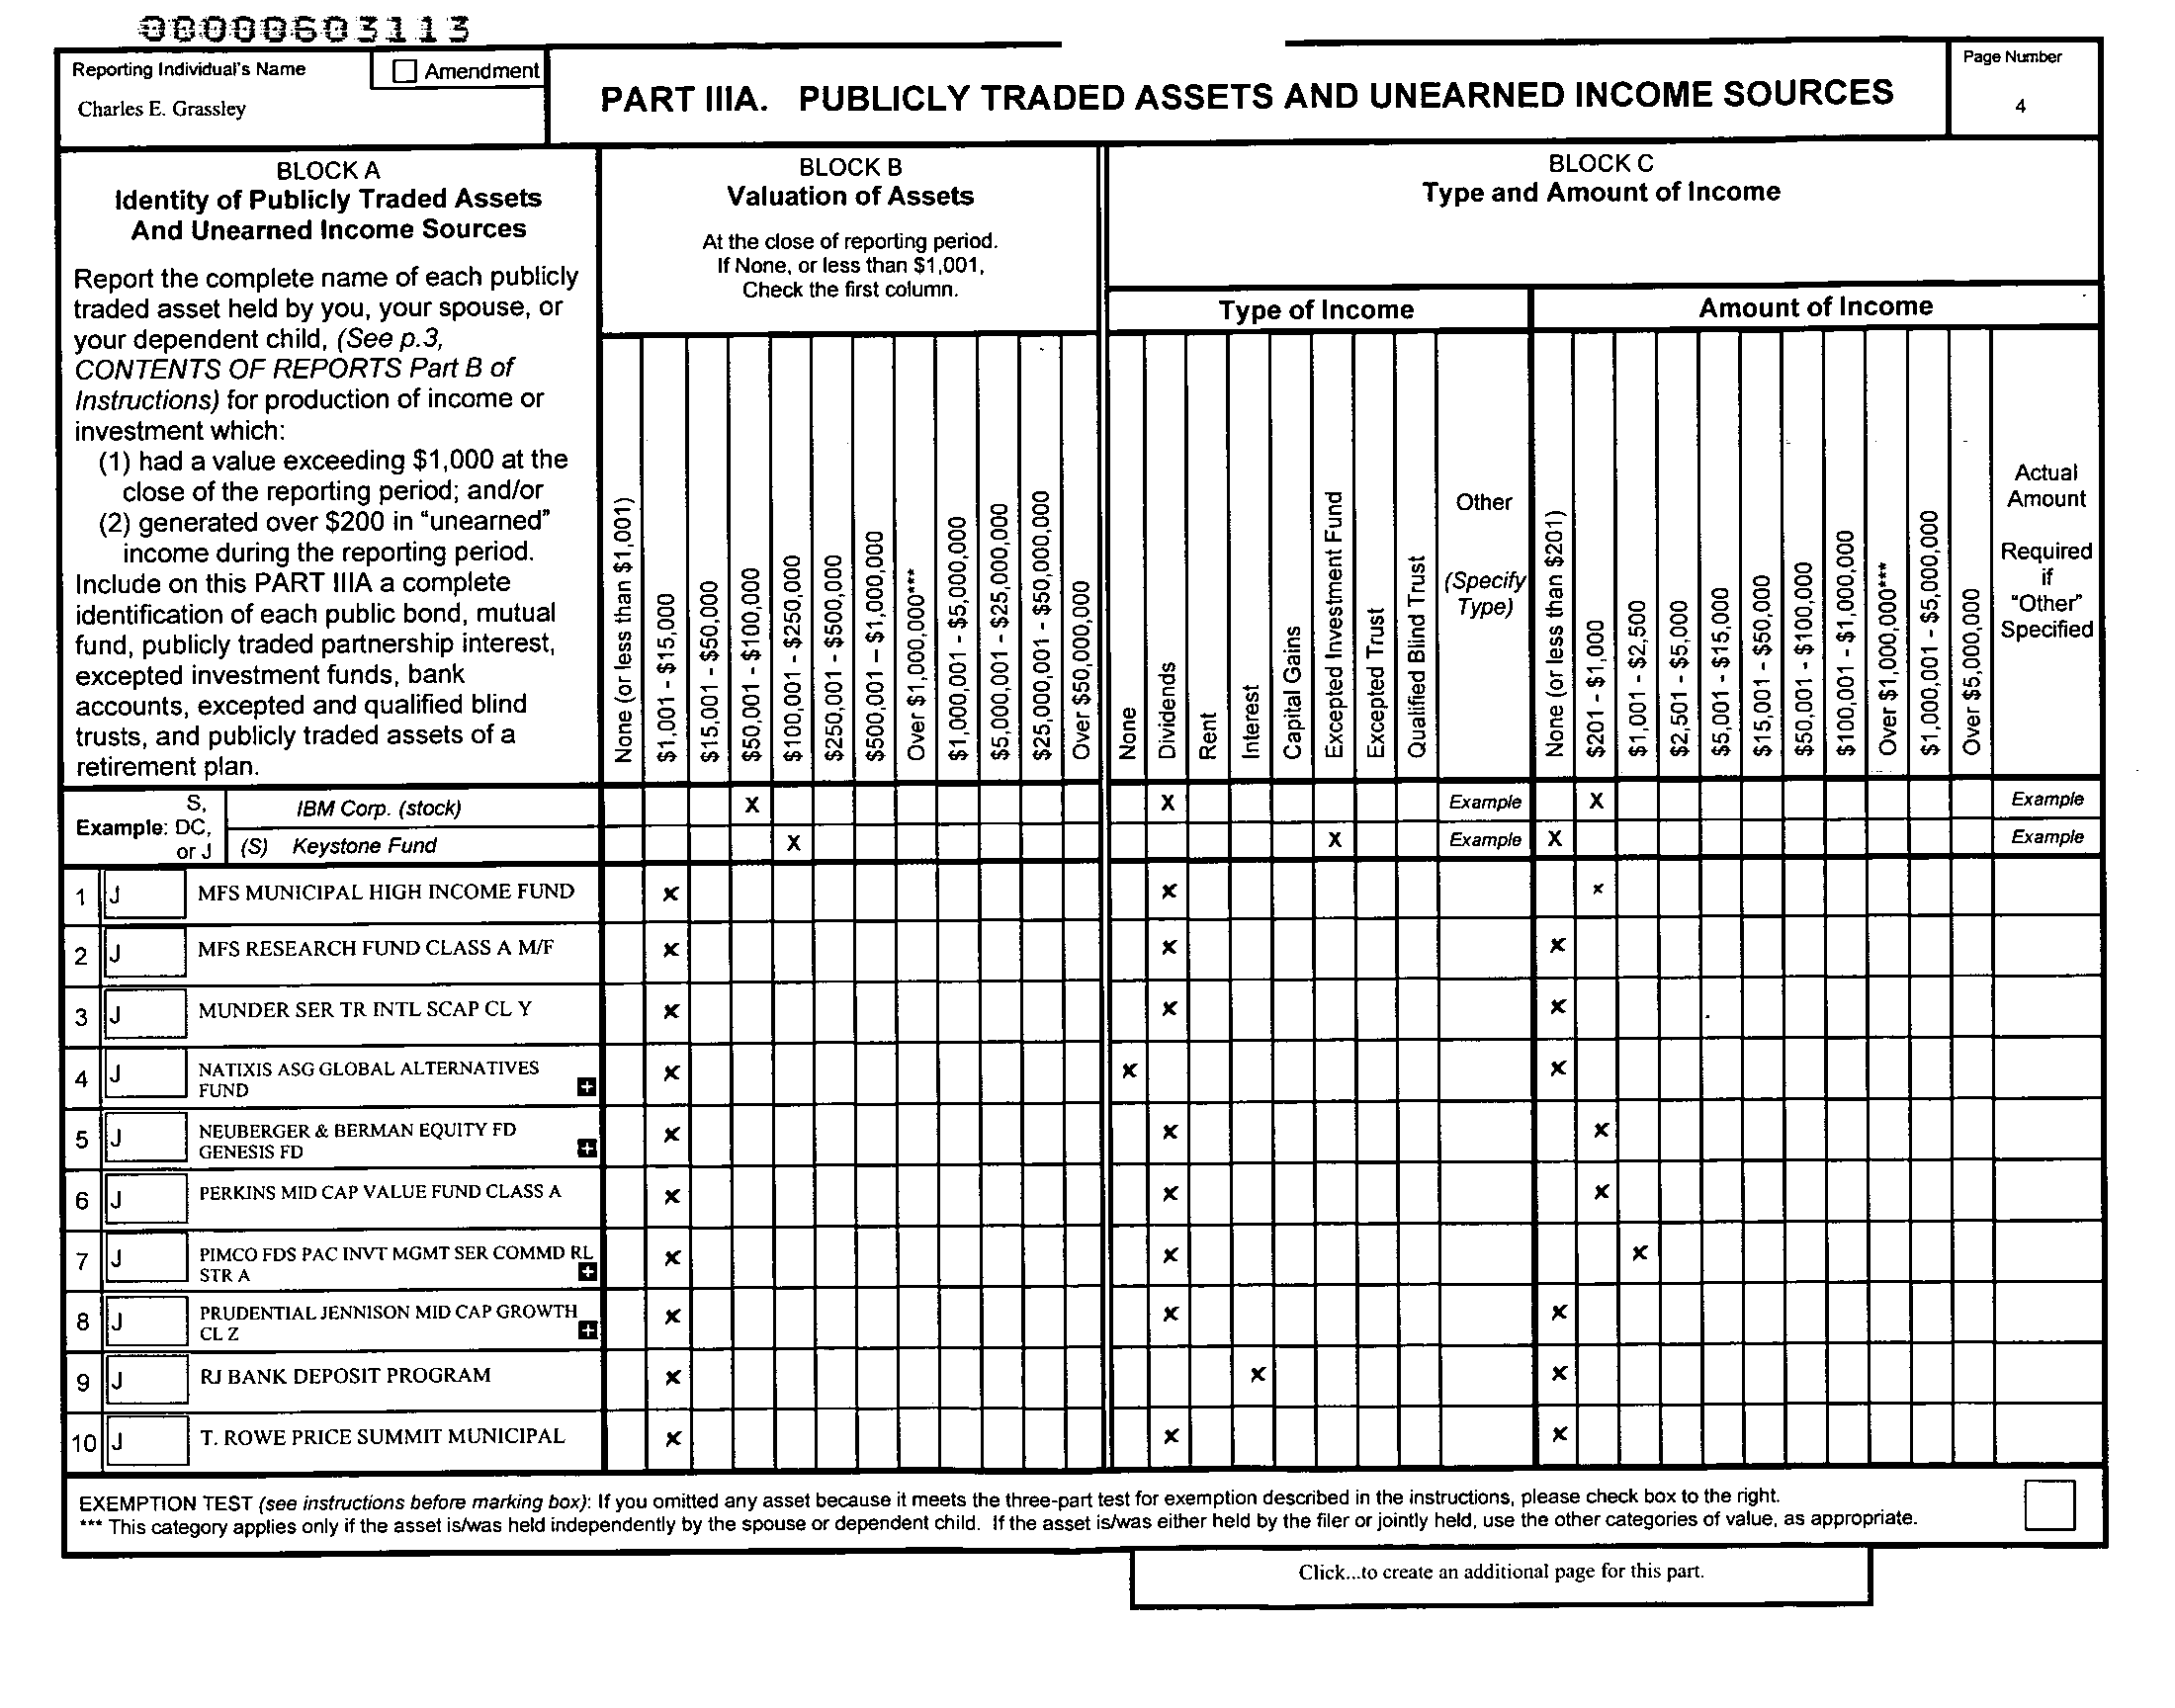 00000603113
Reporting Individual's Name
Amendment
Charles E. Grassley
PART IIIA. PUBLICLY TRADED ASSETS AND UNEARNED INCOME SOURCES
Page Number
4
BLOCK A
Identity of Publicly Traded Assets
And Unearned Income Sources
Report the complete name of each publicly
traded asset held by you, your spouse, or
your dependent child, (See p.3,
CONTENTS OF REPORTS Part B of
Instructions) for production of income or
investment which:
(1) had a value exceeding $1,000 at the
close of the reporting period; and/or
(2) generated over $200 in "unearned"
income during the reporting period.
Include on this PART IIIA a complete
identification of each public bond, mutual
fund, publicly traded partnership interest,
excepted investment funds, bank
accounts, excepted and qualified blind
trusts, and publicly traded assets of a
retirement plan.
BLOCK B
Valuation of Assets
At the close of reporting period.
If None, or less than $1,001,
Check the first column.
None (or less than $1,001)
$1,001 - $15,000
$15,001 - $50,000
$50,001 - $100,000
$100,001 - $250,000
$250,001 - $500,000
$500,001 – $1,000,000
Over $1,000,000***
$1,000,001 - $5,000,000
$5,000,001 - $25,000,000
$25,000,001 - $50,000,000
Over $50,000,000
BLOCK C
Type and Amount of Income
Type of Income
None
Dividends
Rent
Interest
Capital Gains
Excepted Investment Fund
Excepted Trust
Qualified Blind Trust
Other
(Specify
Type)
Amount of Income
None (or less than $201)
$201 - $1,000
$1,001 - $2,500
$2,501 - $5,000
$5,001 - $15,000
$15,001 - $50,000
$50,001 - $100,000
$100,001 - $1,000,000
Over $1,000,000***
$1,000,001 - $5,000,000
Over $5,000,000
Actual
Amount
Required
if
"Other"
Specified
Example: S,
DC,
or J
IBM Corp. (stock) X X Example X Example
(S) Keystone Fund X X Example X Example
1 J MFS MUNICIPAL HIGH INCOME FUND x x x
2 J MFS RESEARCH FUND CLASS A M/F x x x
3 J MUNDER SER TR INTL SCAP CL Y x x x
4 J NATIXIS ASG GLOBAL ALTERNATIVES
FUND + x x x
5 J NEUBERGER & BERMAN EQUITY FD
GENESIS FD + x x x
6 J PERKINS MID CAP VALUE FUND CLASS A x x x
7 J PIMCO FDS PAC INVT MGMT SER COMMD RL
STR A + x x x
8 J PRUDENTIAL JENNISON MID CAP GROWTH
CL Z + x x x
9 J RJ BANK DEPOSIT PROGRAM x x x
10 J T. ROWE PRICE SUMMIT MUNICIPAL x x x
EXEMPTION TEST (see instructions before marking box): If you omitted any asset because it meets the three-part test for exemption described in the instructions, please check box to the right.
*** This category applies only if the asset is/was held independently by the spouse or dependent child. If the asset is/was either held by the filer or jointly held, use the other categories of value, as appropriate.
Click...to create an additional page for this part.